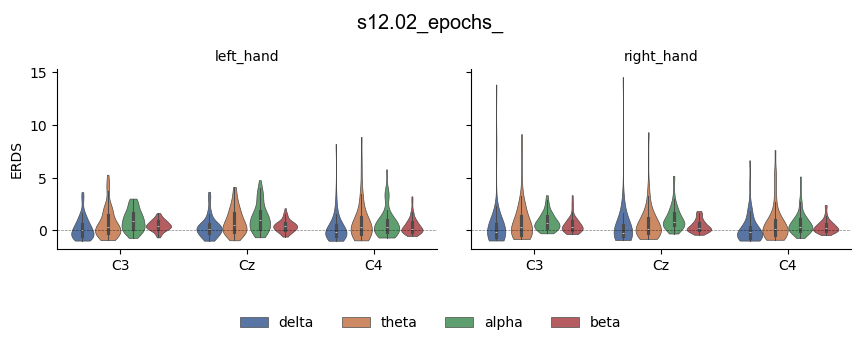 s12.02_epochs_
left_hand
right_hand
15
10
5
0
ERDS
C3
Cz
C4
C3
Cz
C4
delta
theta
alpha
beta